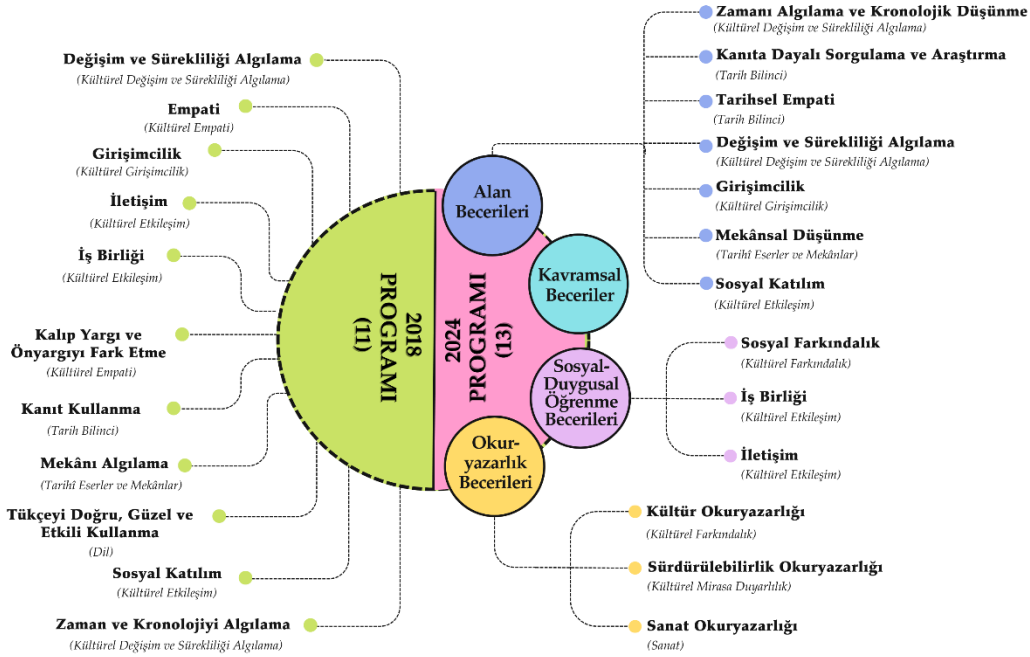 Değişim ve Sürekliliği Algılama
(Kültürel Değişim ve Sürekliliği Algılama)
Empati
(Kültürel Empati)
Girişimcilik
(Kültürel Girişimcilik)
İletişim
(Kültürel Etkileşim)
İş Birliği
(Kültürel Etkileşim)
Kalıp Yargı ve
Önyargıyı Fark Etme
(Kültürel Empati)
Kanıt Kullanma
(Tarih Bilinci)
Mekânı Algılama
(Tarihî Eserler ve Mekânlar)
Tükçeyi Doğru, Güzel ve
Etkili Kullanma
(Dil)
Sosyal Katılım
(Kültürel Etkileşim)
Zaman ve Kronolojiyi Algılama
(Kültürel Değişim ve Sürekliliği Algılama)
2018
PROGRAMI
(11)
2024
PROGRAMI
(13)
Alan
Becerileri
Kavramsal
Beceriler
Sosyal-
Duygusal
Öğrenme
Becerileri
Okur-
yazarlık
Becerileri
Zamanı Algılama ve Kronolojik Düşünme
(Kültürel Değişim ve Sürekliliği Algılama)
Kanıta Dayalı Sorgulama ve Araştırma
(Tarih Bilinci)
Tarihsel Empati
(Tarih Bilinci)
Değişim ve Sürekliliği Algılama
(Kültürel Değişim ve Sürekliliği Algılama)
Girişimcilik
(Kültürel Girişimcilik)
Mekânsal Düşünme
(Tarihî Eserler ve Mekânlar)
Sosyal Katılım
(Kültürel Etkileşim)
Sosyal Farkındalık
(Kültürel Farkındalık)
İş Birliği
(Kültürel Etkileşim)
İletişim
(Kültürel Etkileşim)
Kültür Okuryazarlığı
(Kültürel Farkındalık)
Sürdürülebilirlik Okuryazarlığı
(Kültürel Mirasa Duyarlılık)
Sanat Okuryazarlığı
(Sanat)